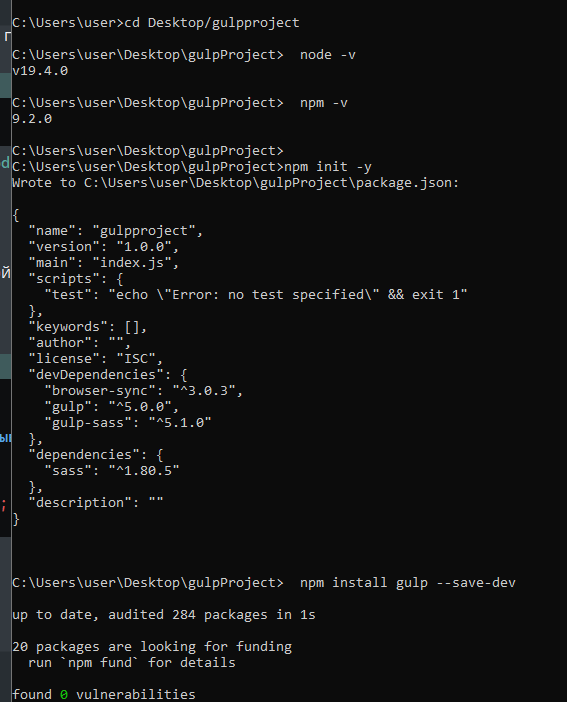 C:\Users\user>cd Desktop/gulpproject
г
C:\Users\user\Desktop\gulpProject>  node -v
v19.4.0
C:\Users\user\Desktop\gulpProject>  npm -v
9.2.0
C:\Users\user\Desktop\gulpProject>
od
C:\Users\user\Desktop\gulpProject>npm init -y
Wrote to C:\Users\user\Desktop\gulpProject\package.json:
{
  "name": "gulpproject",
  "version": "1.0.0",
  "main": "index.js",
й
  "scripts": {
    "test": "echo \"Error: no test specified\" && exit 1"
  },
  "keywords": [],
  "author": "",
  "license": "ISC",
  "devDependencies": {
    "browser-sync": "^3.0.3",
    "gulp": "^5.0.0",
    "gulp-sass": "^5.1.0"
ы
  },
  "dependencies": {
    "sass": "^1.80.5"
  },
  "description": ""
;
}
C:\Users\user\Desktop\gulpProject>  npm install gulp --save-dev
up to date, audited 284 packages in 1s
20 packages are looking for funding
  run `npm fund` for details
found 0 vulnerabilities